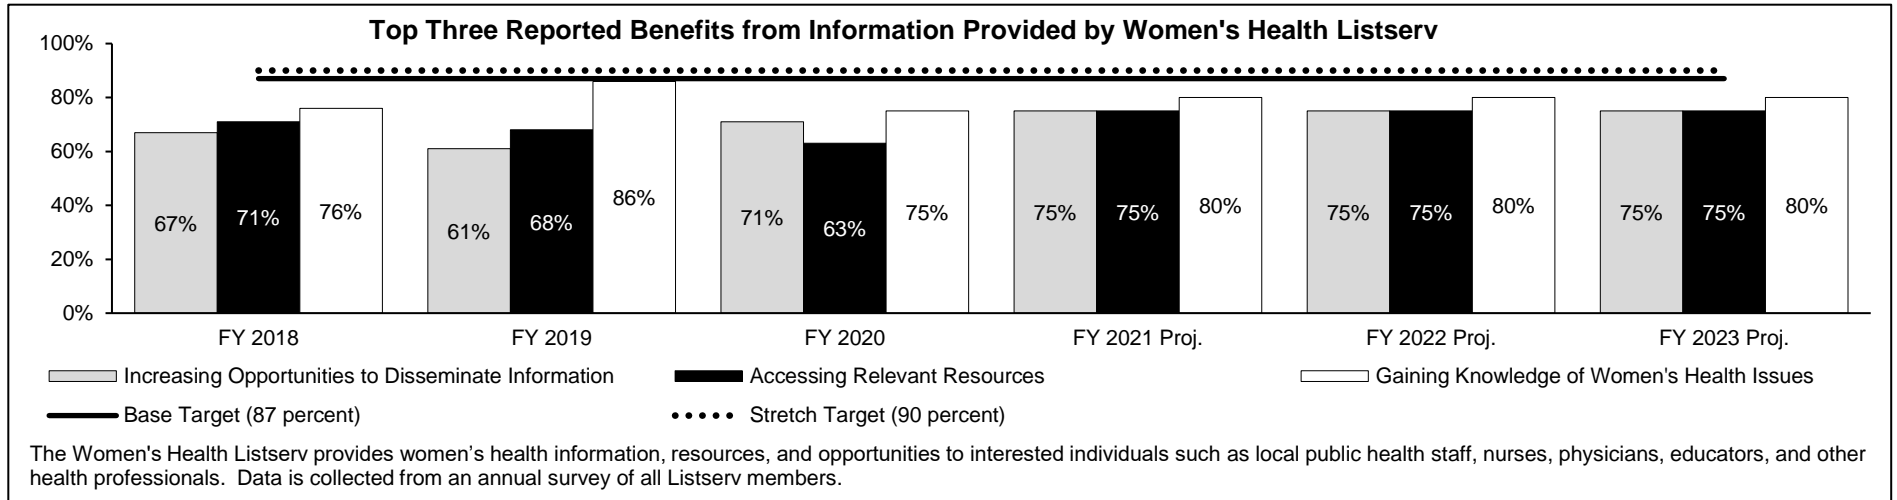 Top Three Reported Benefits from Information Provided by Women's Health Listserv
100%
80%
60%
40%
20%
0%
67%
71%
76%
61%
68%
86%
71%
63%
75%
75%
75%
80%
75%
75%
80%
75%
75%
80%
FY 2018
FY 2019
FY 2020
FY 2021 Proj.
FY 2022 Proj.
FY 2023 Proj.
Increasing Opportunities to Disseminate Information
Accessing Relevant Resources
Gaining Knowledge of Women's Health Issues
Base Target (87 percent)
Stretch Target (90 percent)
The Women's Health Listserv provides women’s health information, resources, and opportunities to interested individuals such as local public health staff, nurses, physicians, educators, and other
health professionals.  Data is collected from an annual survey of all Listserv members.